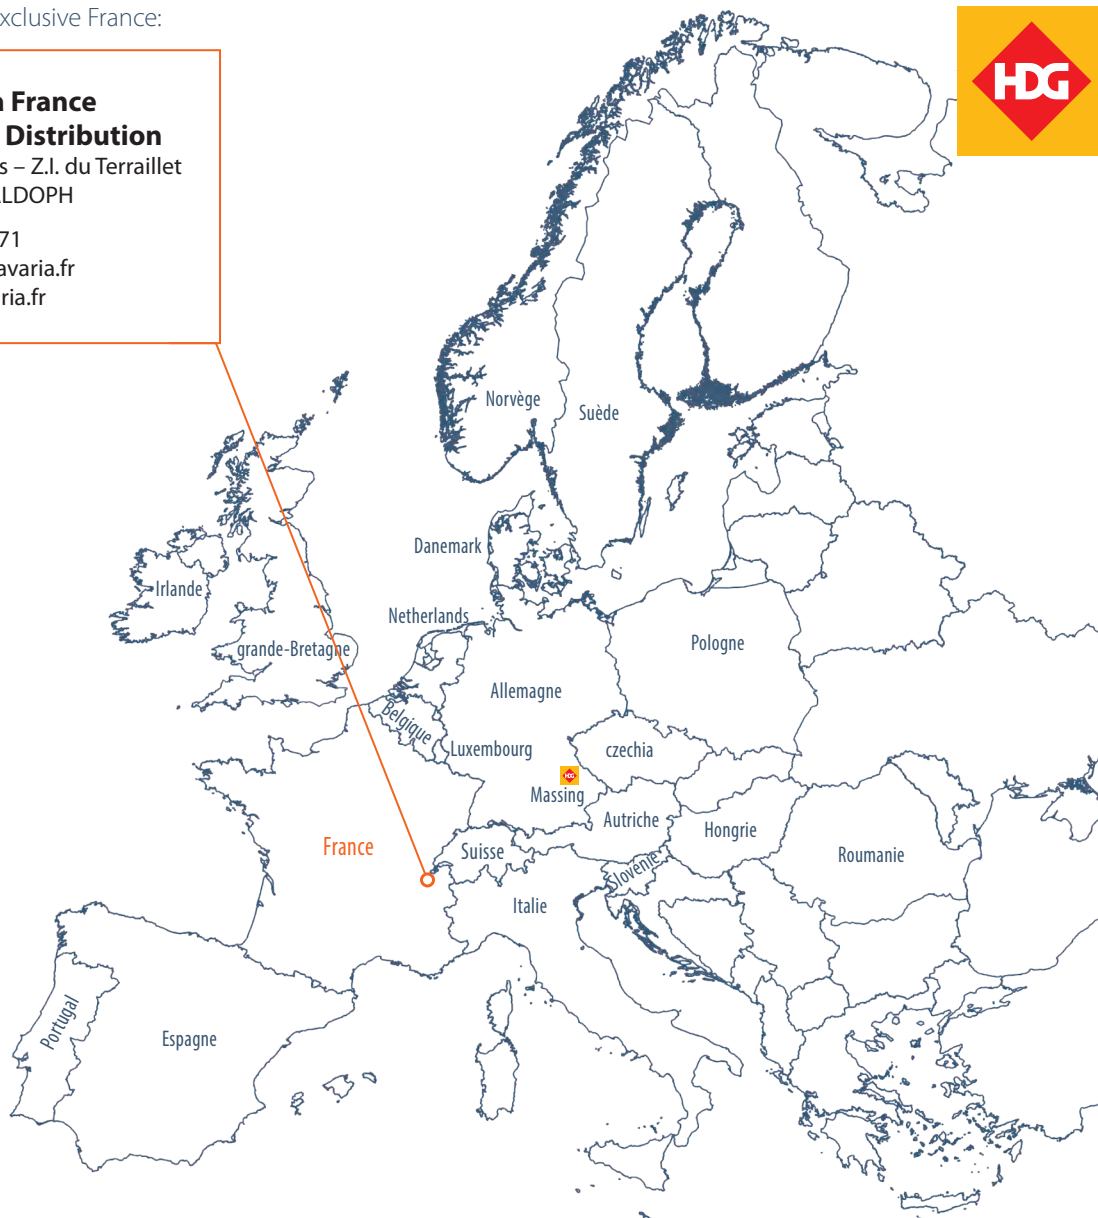 xclusive France:
HDG
France
Distribution
s – Z.I. du Terraillet
LDOPH
71
avaria.fr
ria.fr
Norvège
Suède
Danemark
Irlande
Netherlands
grande-Bretagne
Pologne
Allemagne
Belgique
Luxembourg
czechia
HDG
Massing
Autriche
Hongrie
France
Suisse
Roumanie
Slovénie
Italie
Portugal
Espagne